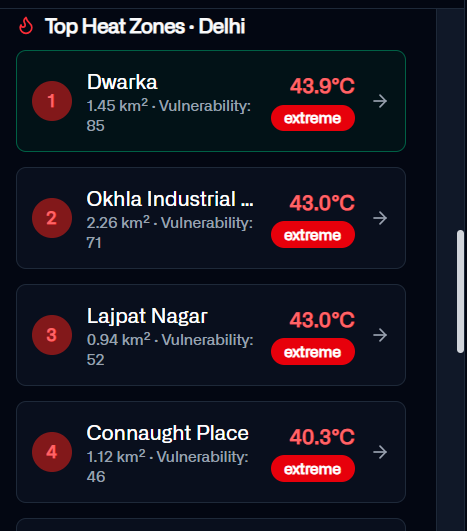 Top Heat Zones · Delhi
1
Dwarka
43.9°C
1.45 km² · Vulnerability:
85
extreme
2
Okhla Industrial ...
43.0°C
2.26 km² · Vulnerability:
71
extreme
3
Lajpat Nagar
43.0°C
0.94 km² · Vulnerability:
52
extreme
4
Connaught Place
40.3°C
1.12 km² · Vulnerability:
46
extreme